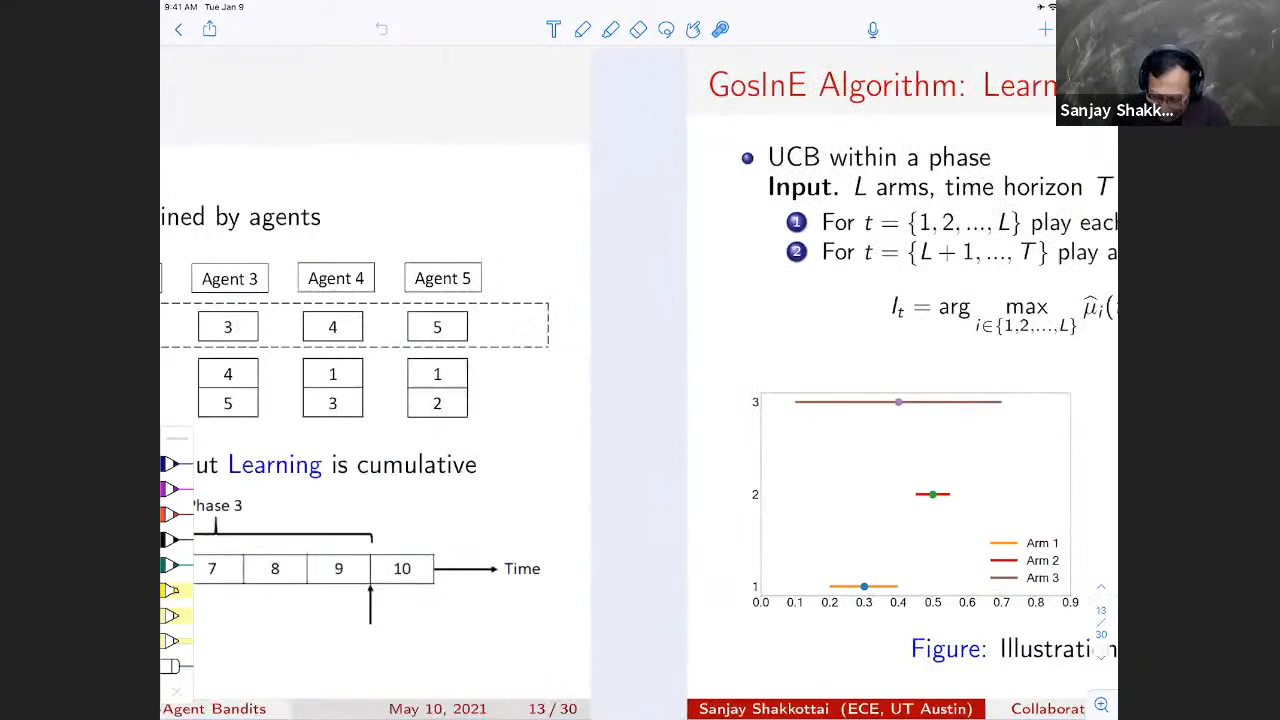 9:41 AM Tue Jan 9
Sanjay Shakk...
ined by agents
Agent 3 Agent 4 Agent 5
3 4 5
4 1 1
5 3 2
ut Learning is cumulative
Phase 3
7 8 9 10 Time
Agent Bandits May 10, 2021 13 / 30
GosInE Algorithm: Learn
UCB within a phase
Input. L arms, time horizon T
1 For t = {1, 2, ..., L} play each
2 For t = {L + 1, ..., T} play a
I_t = arg max_{i∈{1,2,...,L}} μ̂_i(
3
2
1
Arm 1
Arm 2
Arm 3
0.0 0.1 0.2 0.3 0.4 0.5 0.6 0.7 0.8 0.9
Figure: Illustration
13
/
30
Sanjay Shakkottai (ECE, UT Austin) Collaborat